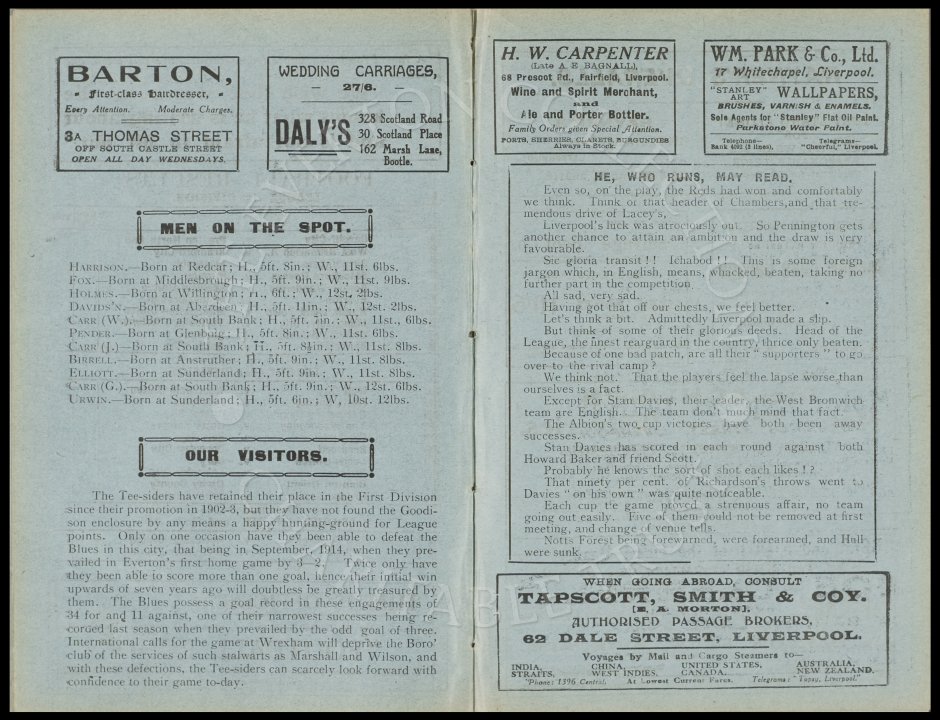 BARTON,
First-class Hairdresser,
Every Attention. Moderate Charges.
3A THOMAS STREET
OFF SOUTH CASTLE STREET
OPEN ALL DAY WEDNESDAYS.
WEDDING CARRIAGES,
— 27/6. —
DALY'S
328 Scotland Road
30 Scotland Place
162 Marsh Lane,
Bootle.
MEN ON THE SPOT.
HARRISON.—Born at Redcar; H., 5ft. 8in.; W., 11st. 6lbs.
FOX.—Born at Middlesbrough; H., 5ft. 9in.; W., 11st. 9lbs.
HOLMES.—Born at Willington; H., 6ft.; W., 12st. 2lbs.
DAVIDS'N.—Born at Aberdeen; H., 5ft. 11in.; W., 12st. 2lbs.
CARR (W.).—Born at South Bank; H., 5ft. 7in.; W., 11st., 6lbs.
PENDER.—Born at Glenboig; H., 5ft. 8in.; W., 11st. 6lbs.
CARR (J.)—Born at South Bank; H., 5ft. 8½in.; W., 11st. 8lbs.
BIRRELL.—Born at Anstruther; H., 5ft. 9in.; W., 11st. 8lbs.
ELLIOTT.—Born at Sunderland; H., 5ft. 9in.; W., 11st. 8lbs.
CARR (G.)—Born at South Bank; H., 5ft. 9in.; W., 12st. 6lbs.
URWIN.—Born at Sunderland; H., 5ft. 6in.; W, 10st. 12lbs.
OUR VISITORS.
The Tee-siders have retained their place in the First Division
since their promotion in 1902-3, but they have not found the Goodi-
son enclosure by any means a happy hunting-ground for League
points. Only on one occasion have they been able to defeat the
Blues in this city, that being in September, 1914, when they pre-
vailed in Everton's first home game by 3—2. Twice only have
they been able to score more than one goal, hence their initial win
upwards of seven years ago will doubtless be greatly treasured by
them. The Blues possess a goal record in these engagements of
34 for and 11 against, one of their narrowest successes being re-
corded last season when they prevailed by the odd goal of three.
International calls for the game at Wrexham will deprive the Boro'
club of the services of such stalwarts as Marshall and Wilson, and
with these defections, the Tee-siders can scarcely look forward with
confidence to their game to-day.
H. W. CARPENTER
(Late A. E. BAGNALL),
68 Prescot Rd., Fairfield, Liverpool.
Wine and Spirit Merchant,
and
Ale and Porter Bottler.
Family Orders given Special Attention.
PORTS, SHERRIES, CLARETS, BURGUNDIES
Always in Stock.
WM. PARK & Co., Ltd.
17 Whitechapel, Liverpool.
"STANLEY" ART WALLPAPERS,
BRUSHES, VARNISH & ENAMELS.
Sole Agents for "Stanley" Flat Oil Paint.
Parkstone Water Paint.
Telephone— Telegrams—
Bank 4092 (2 lines). "Cheerful," Liverpool.
HE, WHO RUNS, MAY READ.
Even so, on the play, the Reds had won and comfortably
we think. Think of that header of Chambers,and that tre-
mendous drive of Lacey's,
Liverpool's luck was atrociously out. So Pennington gets
another chance to attain an ambition and the draw is very
favourable.
Sic gloria transit!! Ichabod!! This is some foreign
jargon which, in English, means, whacked, beaten, taking no
further part in the competition
All sad, very sad.
Having got that off our chests, we feel better.
Let's think a bit. Admittedly Liverpool made a slip.
But think of some of their glorious deeds. Head of the
League, the finest rearguard in the country, thrice only beaten.
Because of one bad patch, are all their "supporters" to go
over to the rival camp?
We think not. That the players feel the lapse worse than
ourselves is a fact.
Except for Stan Davies, their leader, the West Bromwich
team are English. The team don't much mind that fact.
The Albion's two cup victories have both been away
successes.
Stan Davies has scored in each round against both
Howard Baker and friend Scott.
Probably he knows the sort of shot each likes!?
That ninety per cent. of Richardson's throws went to
Davies "on his own" was quite noticeable.
Each cup tie game proved a strenuous affair, no team
going out easily. Five of them could not be removed at first
meeting, and change of venue tells.
Notts Forest being forewarned, were forearmed, and Hull
were sunk.
WHEN GOING ABROAD, CONSULT
TAPSCOTT, SMITH & COY.
[E. A. MORTON].
AUTHORISED PASSAGE BROKERS,
62 DALE STREET, LIVERPOOL.
Voyages by Mail and Cargo Steamers to—
INDIA, CHINA, UNITED STATES, AUSTRALIA,
STRAITS, WEST INDIES, CANADA, NEW ZEALAND.
'Phone: 1396 Central. At Lowest Current Fares. Telegrams: "Tapsu, Liverpool."